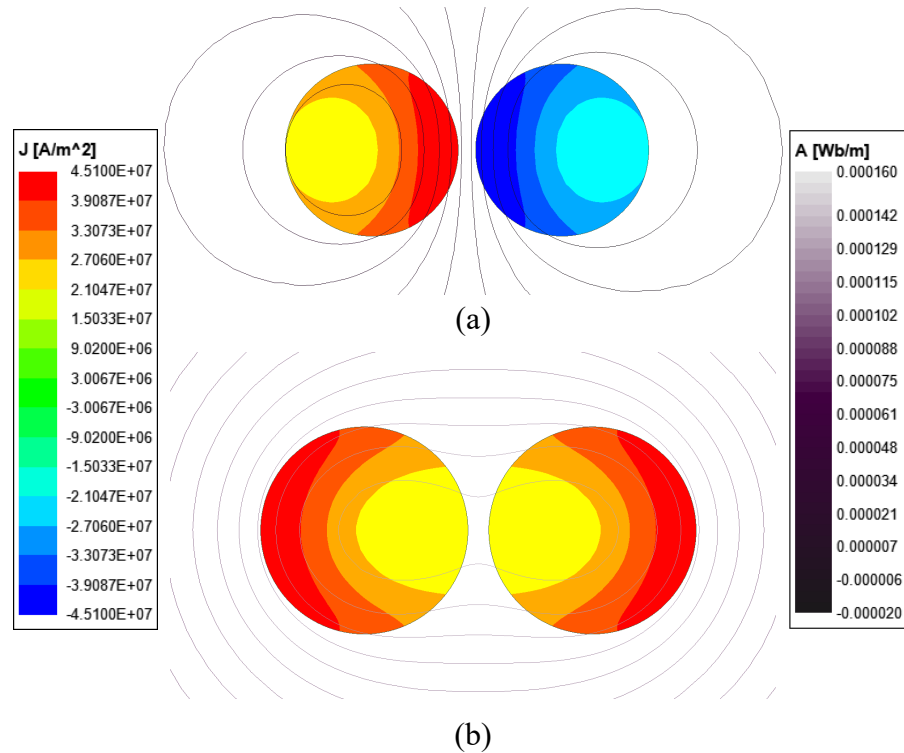 J [A/m^2]
4.5100E+07
3.9087E+07
3.3073E+07
2.7060E+07
2.1047E+07
1.5033E+07
9.0200E+06
3.0067E+06
-3.0067E+06
-9.0200E+06
-1.5033E+07
-2.1047E+07
-2.7060E+07
-3.3073E+07
-3.9087E+07
-4.5100E+07
A [Wb/m]
0.000160
0.000142
0.000129
0.000115
0.000102
0.000088
0.000075
0.000061
0.000048
0.000034
0.000020
0.000007
-0.000006
-0.000020
(a)
(b)